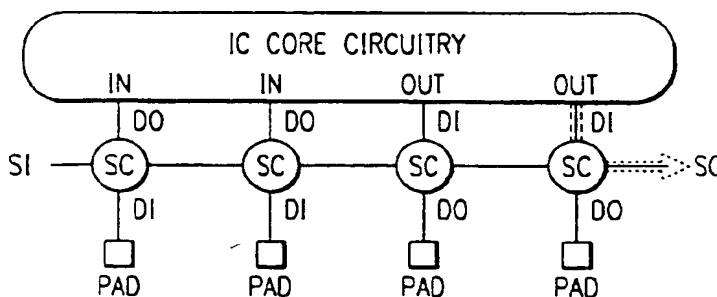 IC CORE CIRCUITRY
IN IN OUT OUT
DO DO DI DI
SI SC SC SC SC
DI DI DO DO
PAD PAD PAD PAD